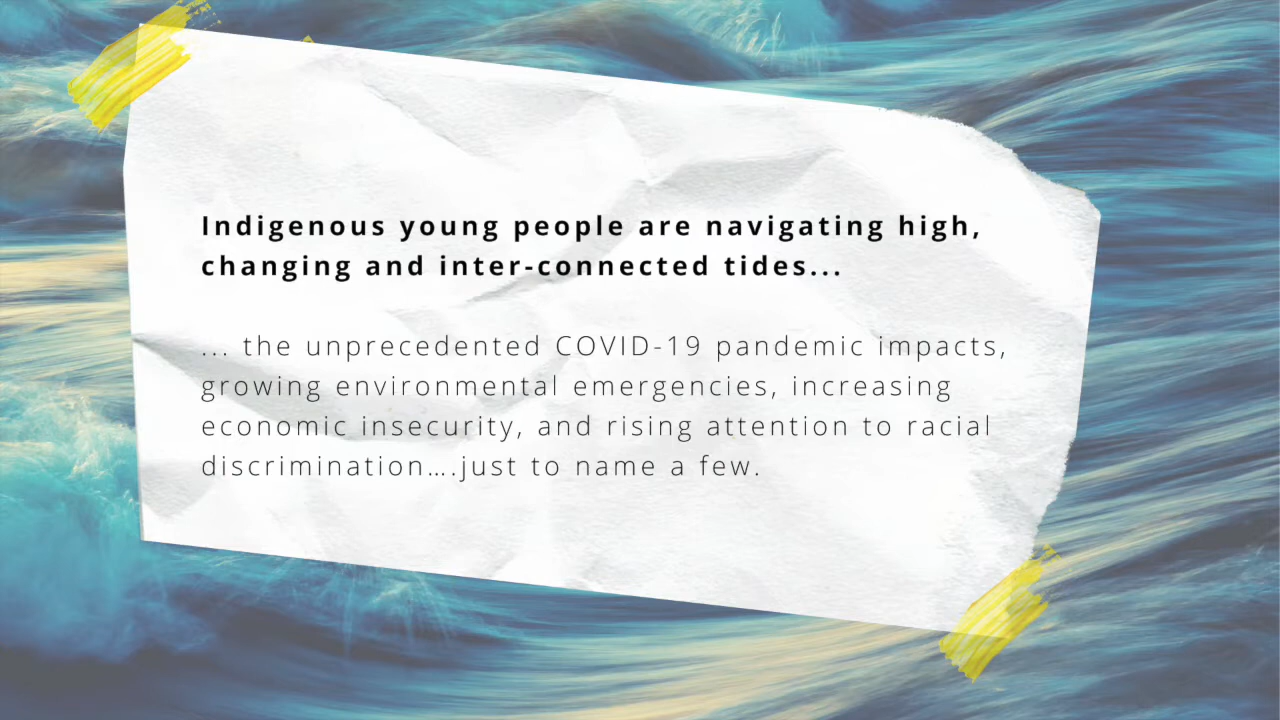 Indigenous young people are navigating high,
changing and inter-connected tides...
... the unprecedented COVID-19 pandemic impacts,
growing environmental emergencies, increasing
economic insecurity, and rising attention to racial
discrimination….just to name a few.